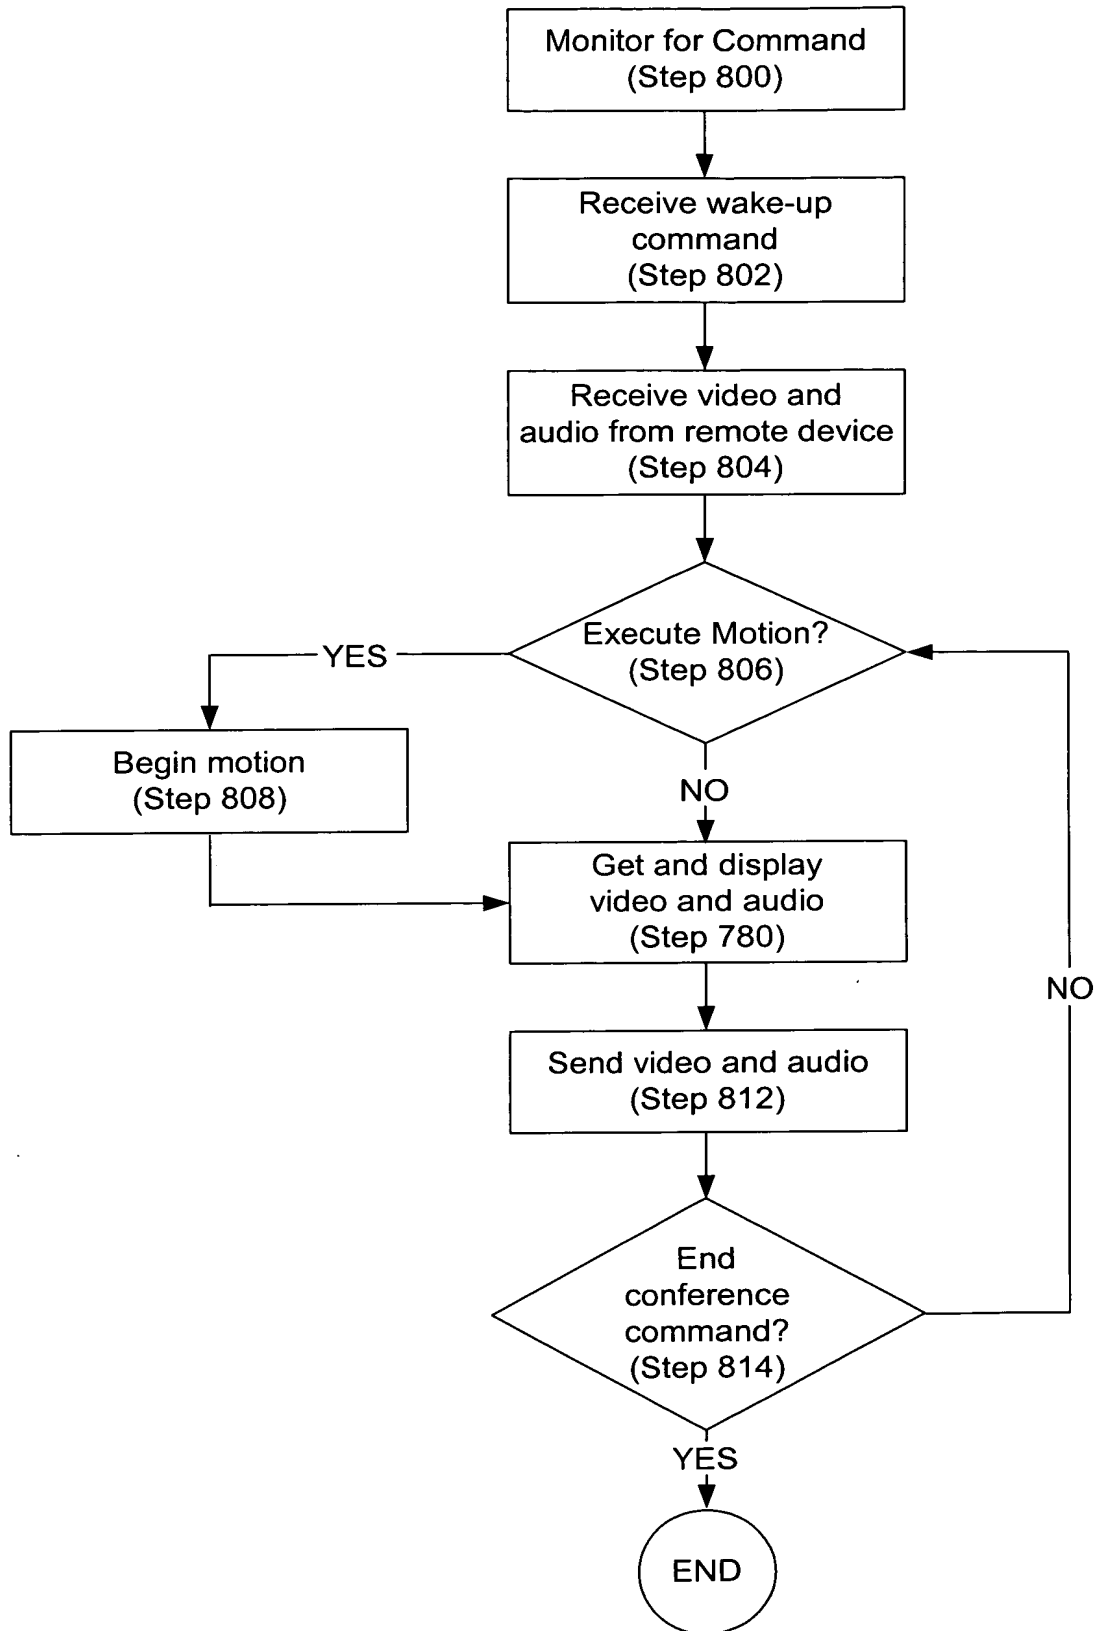 Monitor for Command
(Step 800)
Receive wake-up
command
(Step 802)
Receive video and
audio from remote device
(Step 804)
Execute Motion?
(Step 806)
YES
Begin motion
(Step 808)
NO
Get and display
video and audio
(Step 780)
NO
Send video and audio
(Step 812)
End
conference
command?
(Step 814)
YES
END